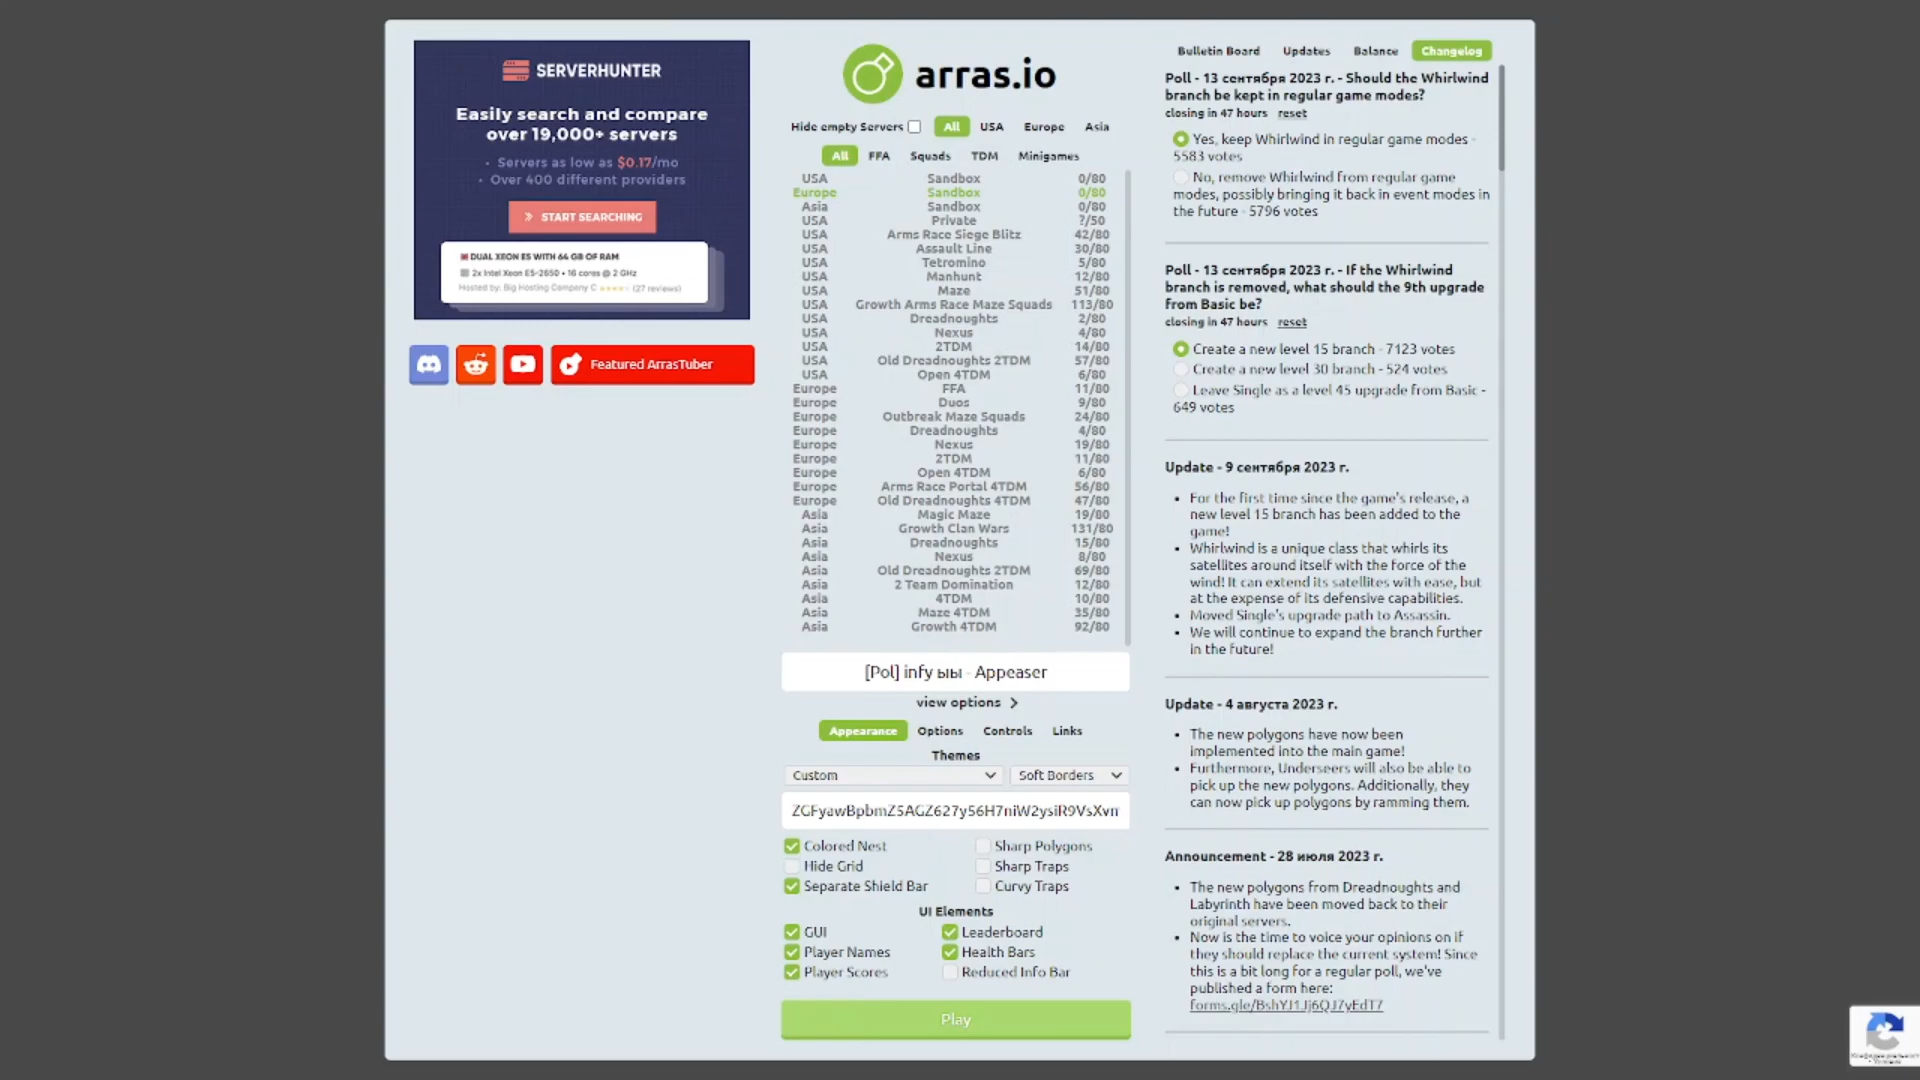 SERVERHUNTER
Easily search and compare
over 19,000+ servers
• Servers as low as $0.17/mo
• Over 400 different providers
START SEARCHING
DUAL XEON E5 WITH 64 GB OF RAM
2x Intel Xeon E5-2650 • 16 cores @ 2 GHz
Hosted by: Big Hosting Company C ★★★★★ (27 reviews)
Featured ArrasTuber
arras.io
Hide empty Servers All USA Europe Asia
All FFA Squads TDM Minigames
USA Sandbox 0/80
Europe Sandbox 0/80
Asia Sandbox 0/80
USA Private ?/50
USA Arms Race Siege Blitz 42/80
USA Assault Line 30/80
USA Tetromino 5/80
USA Manhunt 12/80
USA Maze 51/80
USA Growth Arms Race Maze Squads 113/80
USA Dreadnoughts 2/80
USA Nexus 4/80
USA 2TDM 14/80
USA Old Dreadnoughts 2TDM 57/80
USA Open 4TDM 6/80
Europe FFA 11/80
Europe Duos 9/80
Europe Outbreak Maze Squads 24/80
Europe Dreadnoughts 4/80
Europe Nexus 19/80
Europe 2TDM 11/80
Europe Open 4TDM 6/80
Europe Arms Race Portal 4TDM 56/80
Europe Old Dreadnoughts 4TDM 47/80
Asia Magic Maze 19/80
Asia Growth Clan Wars 131/80
Asia Dreadnoughts 15/80
Asia Nexus 8/80
Asia Old Dreadnoughts 2TDM 69/80
Asia 2 Team Domination 12/80
Asia 4TDM 10/80
Asia Maze 4TDM 35/80
Asia Growth 4TDM 92/80
[Pol] infy ыы - Appeaser
view options >
Appearance Options Controls Links
Themes
Custom Soft Borders
ZGFyawBpbmZ5AGZ627y56H7niW2ysiR9VsXvm
Colored Nest Sharp Polygons
Hide Grid Sharp Traps
Separate Shield Bar Curvy Traps
UI Elements
GUI Leaderboard
Player Names Health Bars
Player Scores Reduced Info Bar
Play
Bulletin Board Updates Balance Changelog
Poll - 13 сентября 2023 г. - Should the Whirlwind
branch be kept in regular game modes?
closing in 47 hours reset
Yes, keep Whirlwind in regular game modes -
5583 votes
No, remove Whirlwind from regular game
modes, possibly bringing it back in event modes in
the future - 5796 votes
Poll - 13 сентября 2023 г. - If the Whirlwind
branch is removed, what should the 9th upgrade
from Basic be?
closing in 47 hours reset
Create a new level 15 branch - 7123 votes
Create a new level 30 branch - 524 votes
Leave Single as a level 45 upgrade from Basic -
649 votes
Update - 9 сентября 2023 г.
• For the first time since the game's release, a
new level 15 branch has been added to the
game!
• Whirlwind is a unique class that whirls its
satellites around itself with the force of the
wind! It can extend its satellites with ease, but
at the expense of its defensive capabilities.
• Moved Single's upgrade path to Assassin.
• We will continue to expand the branch further
in the future!
Update - 4 августа 2023 г.
• The new polygons have now been
implemented into the main game!
• Furthermore, Underseers will also be able to
pick up the new polygons. Additionally, they
can now pick up polygons by ramming them.
Announcement - 28 июля 2023 г.
• The new polygons from Dreadnoughts and
Labyrinth have been moved back to their
original servers.
• Now is the time to voice your opinions on if
they should replace the current system! Since
this is a bit long for a regular poll, we've
published a form here:
forms.gle/BshYJ1Jj6QJ7yEdT7